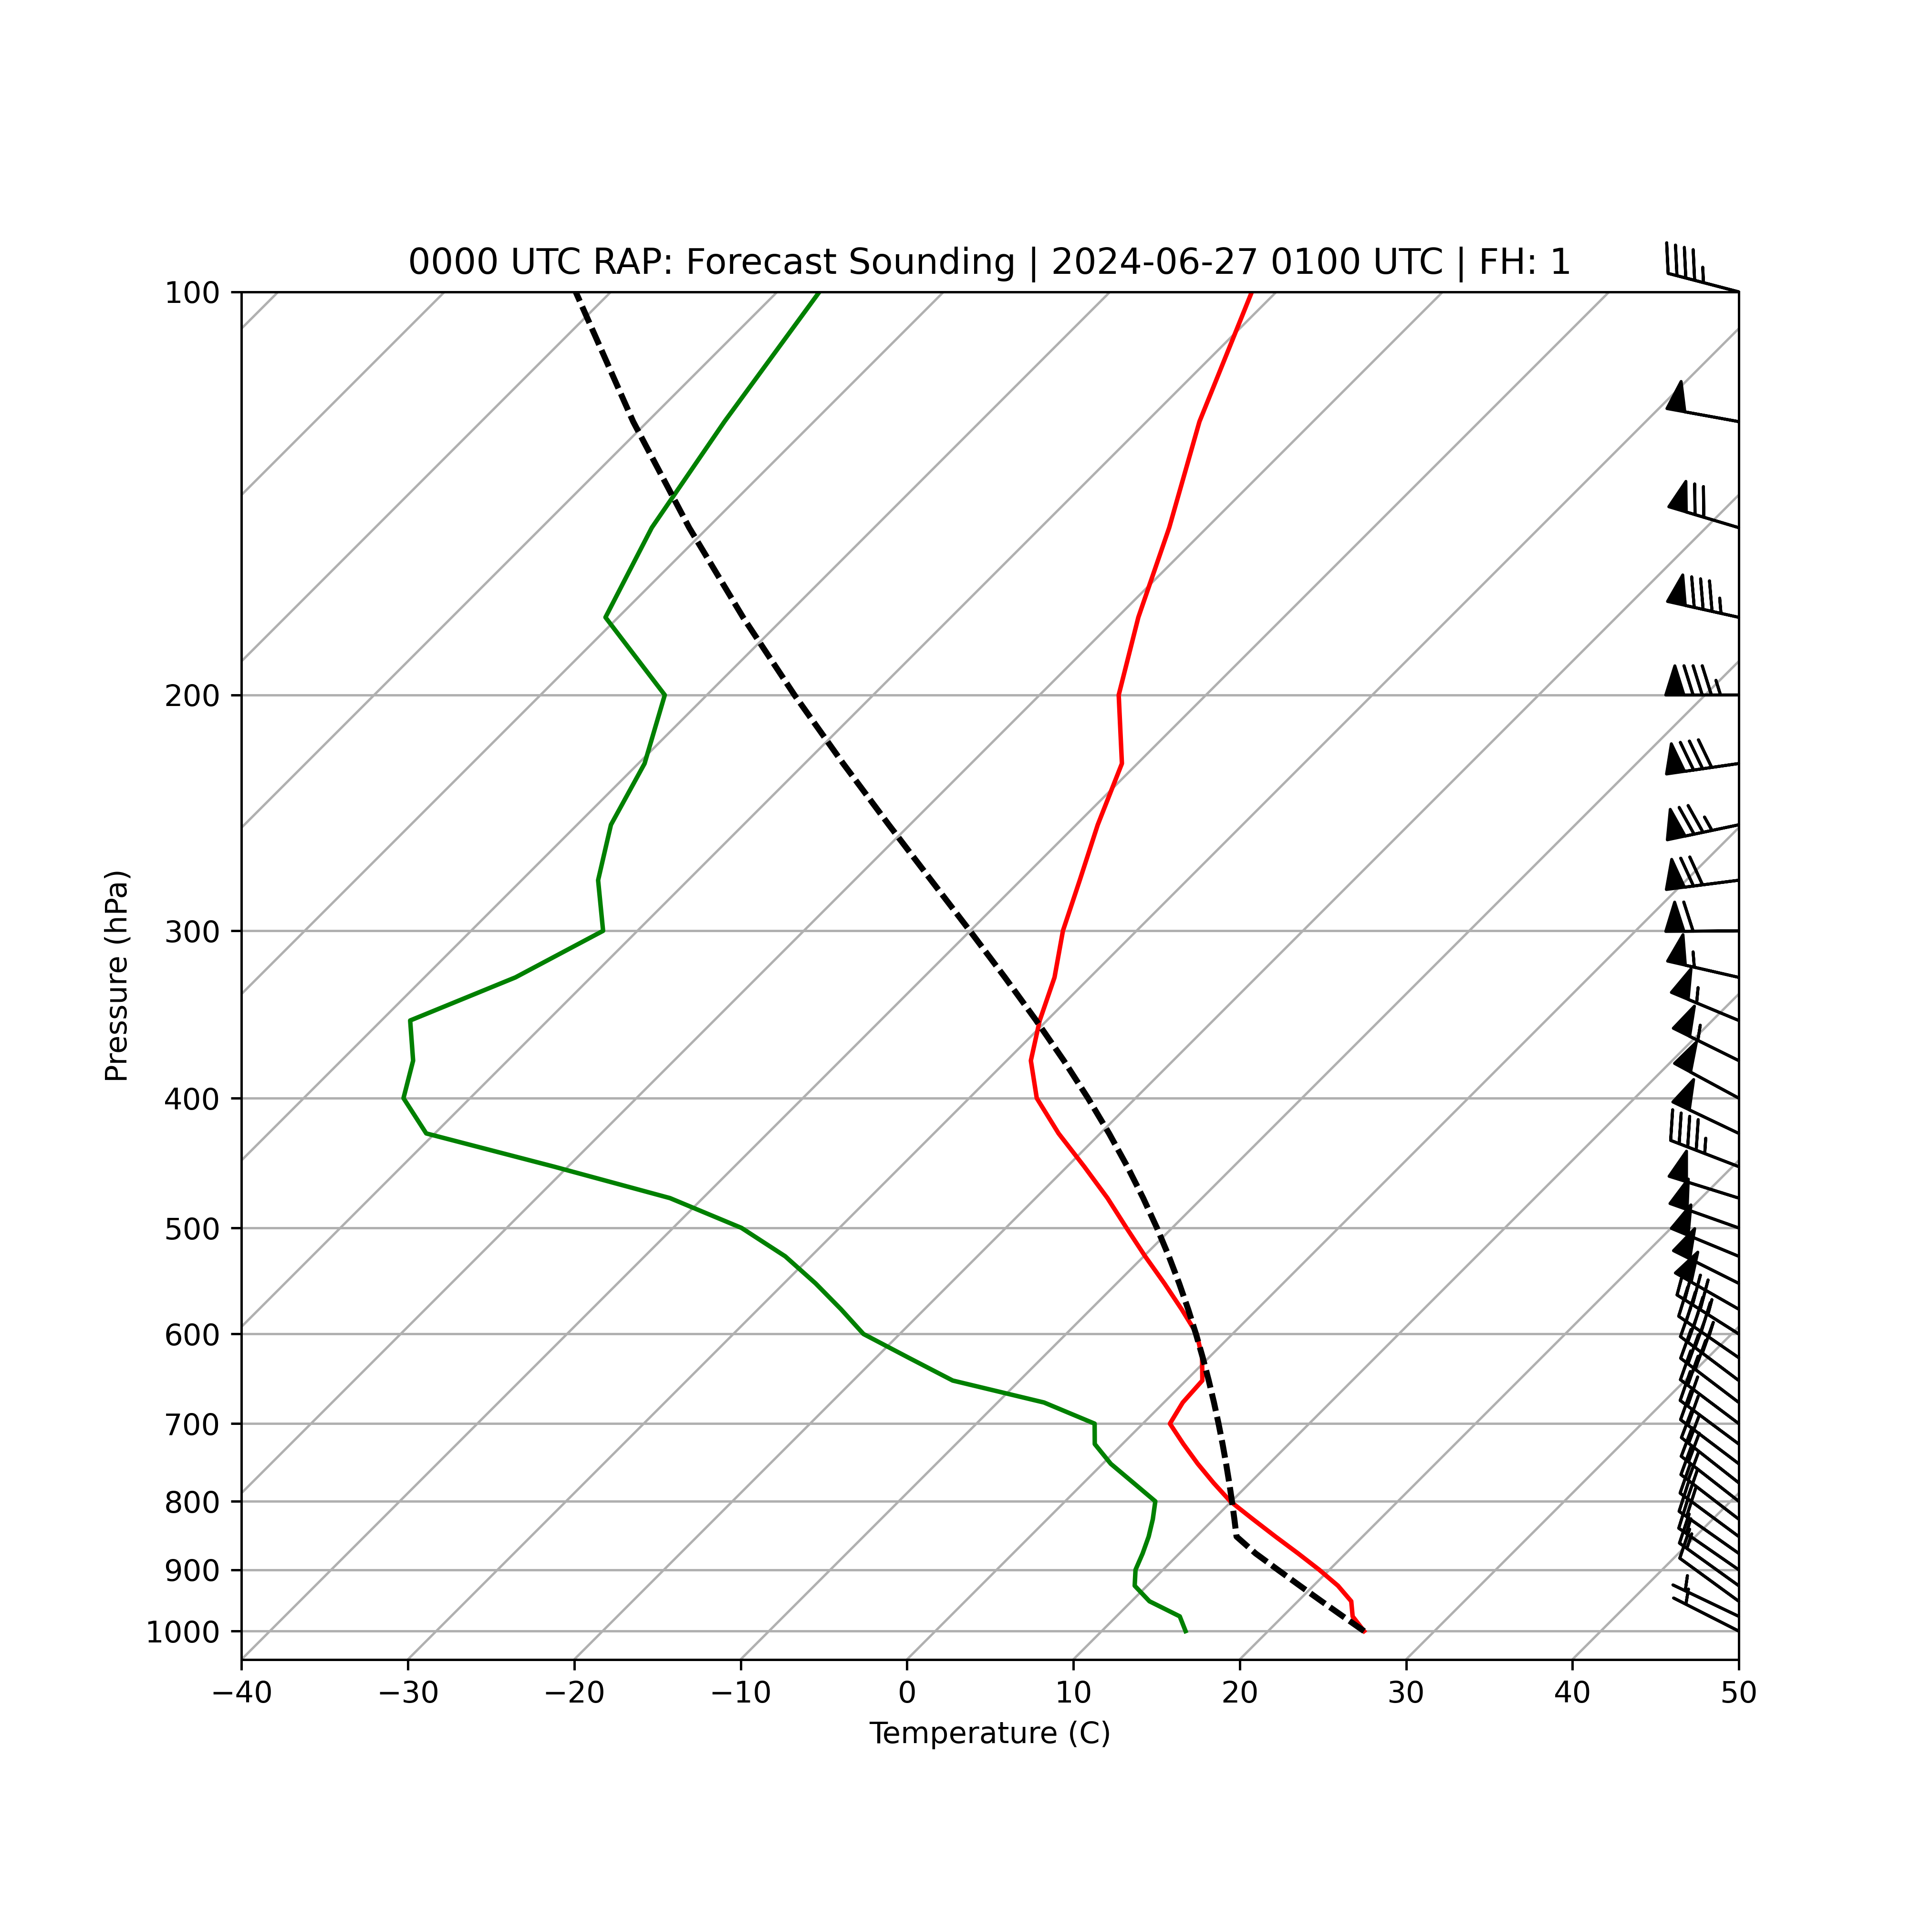 0000 UTC RAP: Forecast Sounding | 2024-06-27 0100 UTC | FH: 1
100
200
300
400
500
600
700
800
900
1000
Pressure (hPa)
−40 −30 −20 −10 0 10 20 30 40 50
Temperature (C)